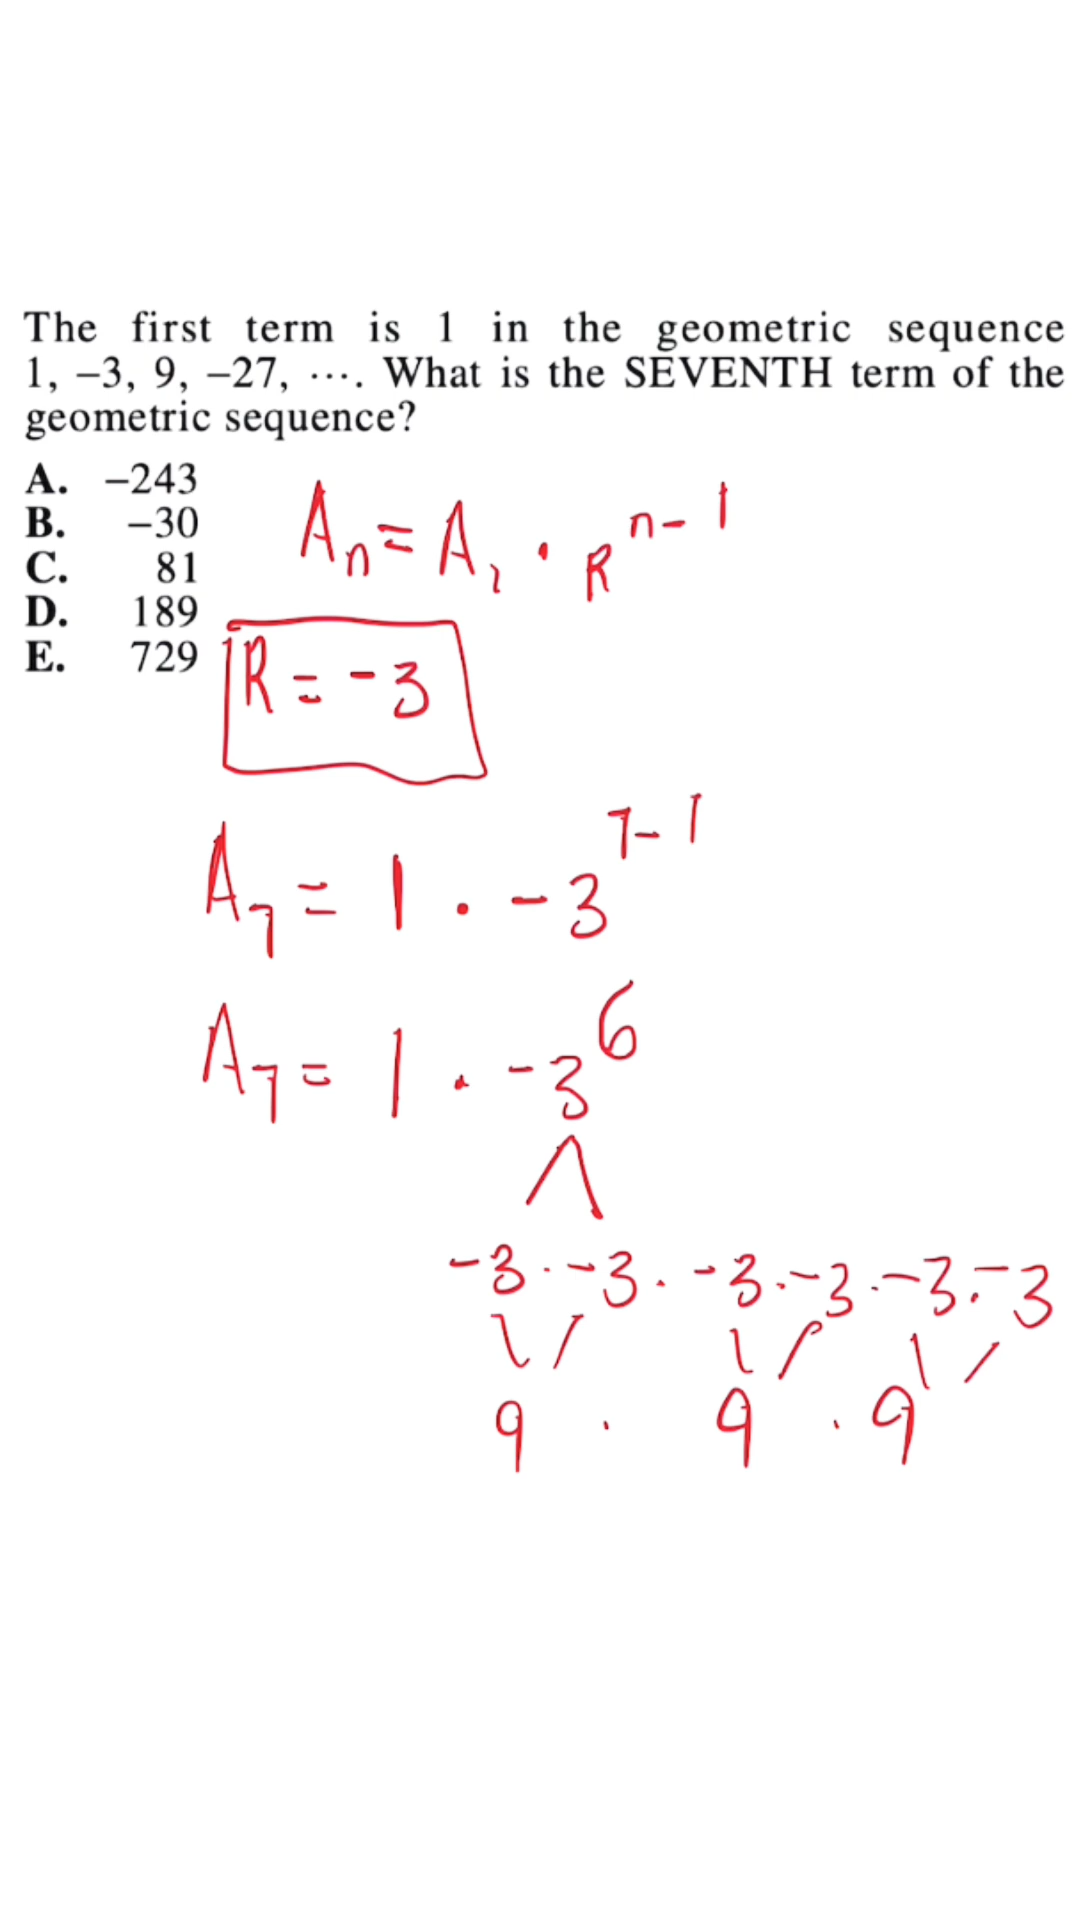 The first term is 1 in the geometric sequence
1, −3, 9, −27, ⋯. What is the SEVENTH term of the
geometric sequence?
A. −243
B. −30
C. 81
D. 189
E. 729
Aₙ = A₁ · R^(n-1)
R = -3
A₇ = 1 · -3^(7-1)
A₇ = 1 · -3^6
-3 · -3 · -3 · -3 · -3 · -3
9 · 9 · 9